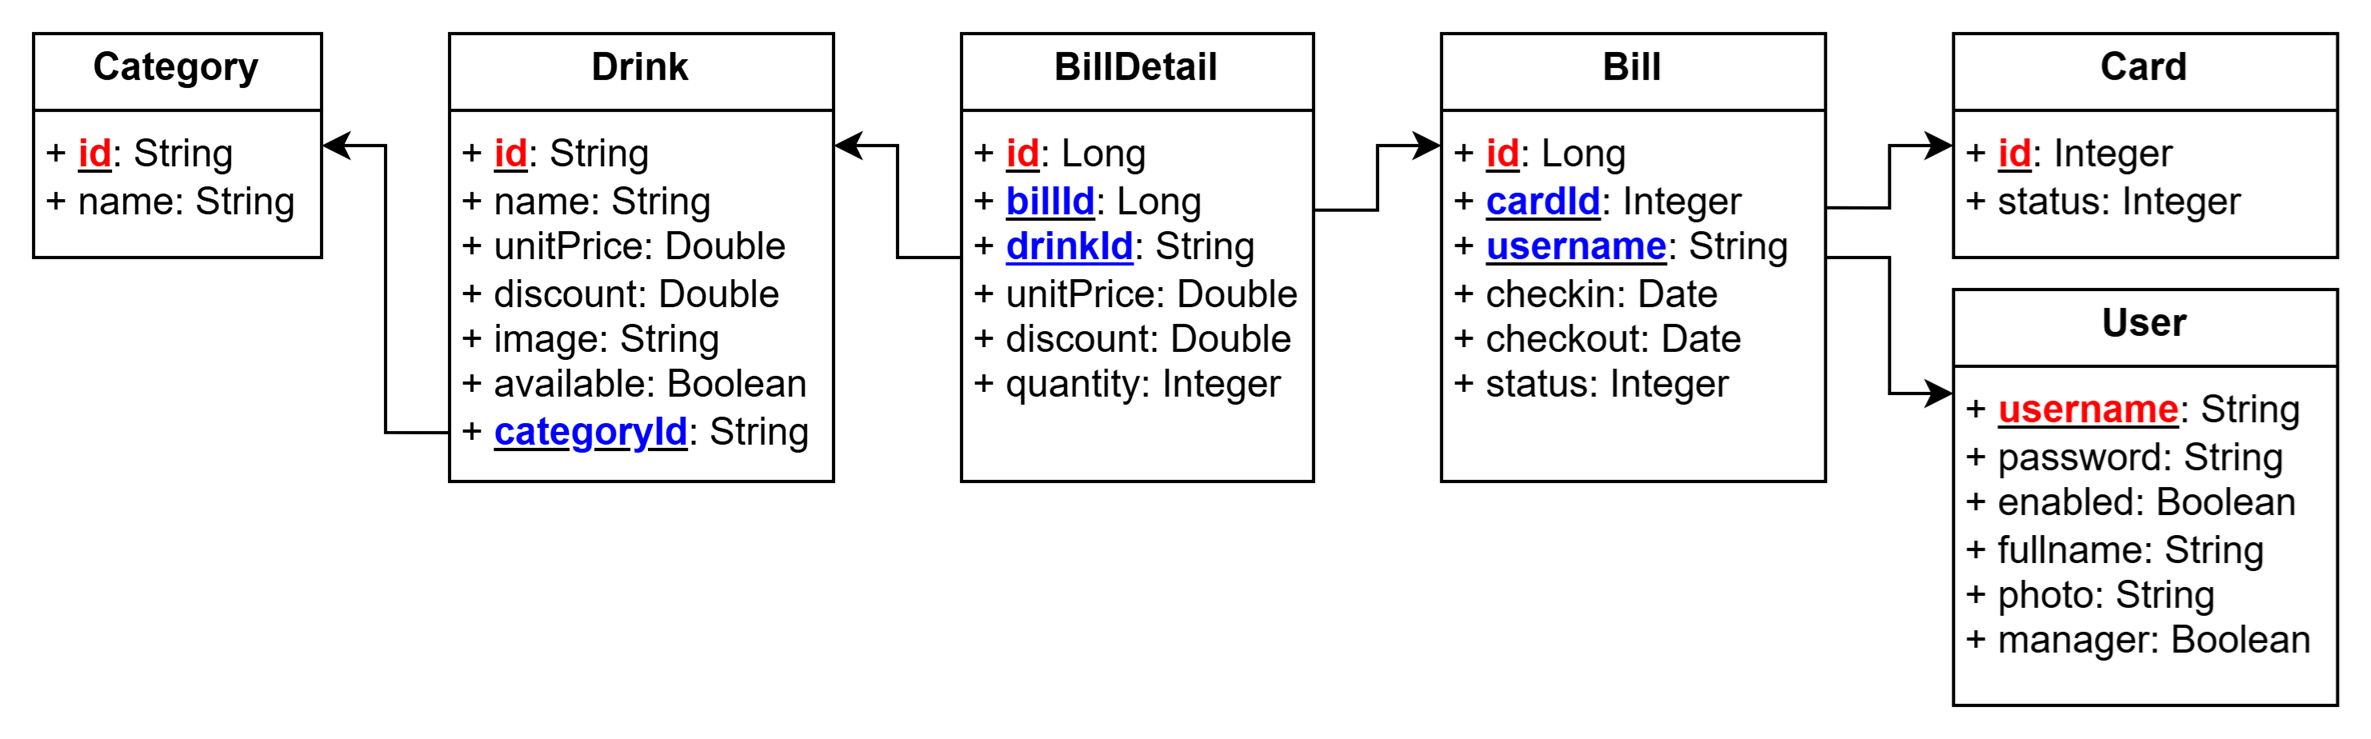 Category
+ id: String
+ name: String
Drink
+ id: String
+ name: String
+ unitPrice: Double
+ discount: Double
+ image: String
+ available: Boolean
+ categoryId: String
BillDetail
+ id: Long
+ billId: Long
+ drinkId: String
+ unitPrice: Double
+ discount: Double
+ quantity: Integer
Bill
+ id: Long
+ cardId: Integer
+ username: String
+ checkin: Date
+ checkout: Date
+ status: Integer
Card
+ id: Integer
+ status: Integer
User
+ username: String
+ password: String
+ enabled: Boolean
+ fullname: String
+ photo: String
+ manager: Boolean